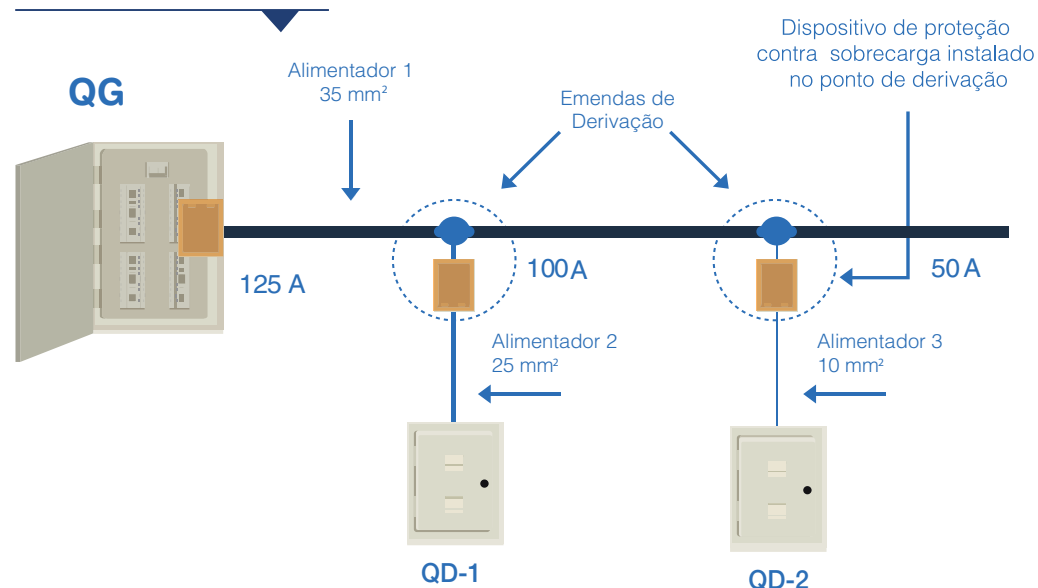 QG
Alimentador 1
35 mm²
Emendas de
Derivação
Dispositivo de proteção
contra sobrecarga instalado
no ponto de derivação
125 A
100 A
50 A
Alimentador 2
25 mm²
Alimentador 3
10 mm²
QD-1
QD-2